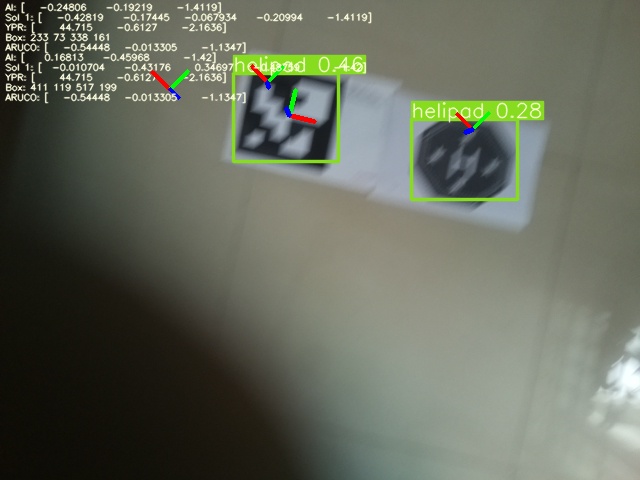 AI: [ -0.24806 -0.19219 -1.4119]
Sol 1: [ -0.42819 -0.17445 -0.067934 -0.20994 -1.4119]
YPR: [ 44.715 -0.6127 -2.1636]
Box: 233 73 338 161
ARUCO: [ -0.54448 -0.013305 -1.1347]
AI: [ 0.16813 -0.45968 -1.42]
Sol 1: [ -0.010704 -0.43176 0.34697
YPR: [ 44.715 -0.6127 -2.1636]
Box: 411 119 517 199
ARUCO: [ -0.54448 -0.013305 -1.1347]
helipad 0.46
helipad 0.28